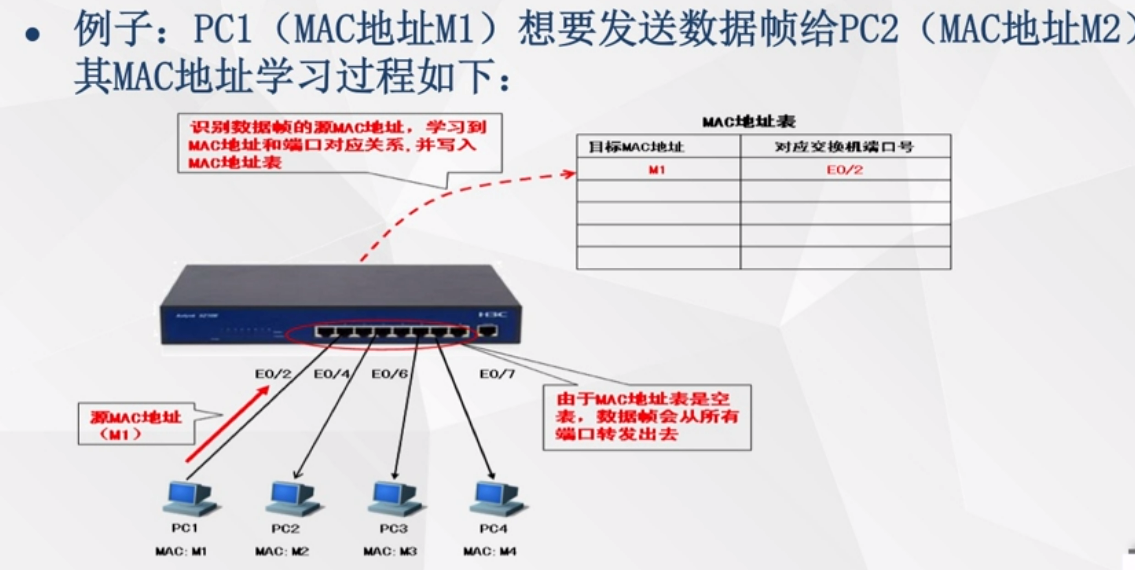 • 例子：PC1（MAC地址M1）想要发送数据帧给PC2（MAC地址M2）
其MAC地址学习过程如下：
识别数据帧的源MAC地址，学习到
MAC地址和端口对应关系，并写入
MAC地址表
MAC地址表
目标MAC地址 对应交换机端口号
M1 E0/2
H3C
E0/2 E0/4 E0/6 E0/7
源MAC地址
（M1）
由于MAC地址表是空
表，数据帧会从所有
端口转发出去
PC1 PC2 PC3 PC4
MAC: M1 MAC: M2 MAC: M3 MAC: M4